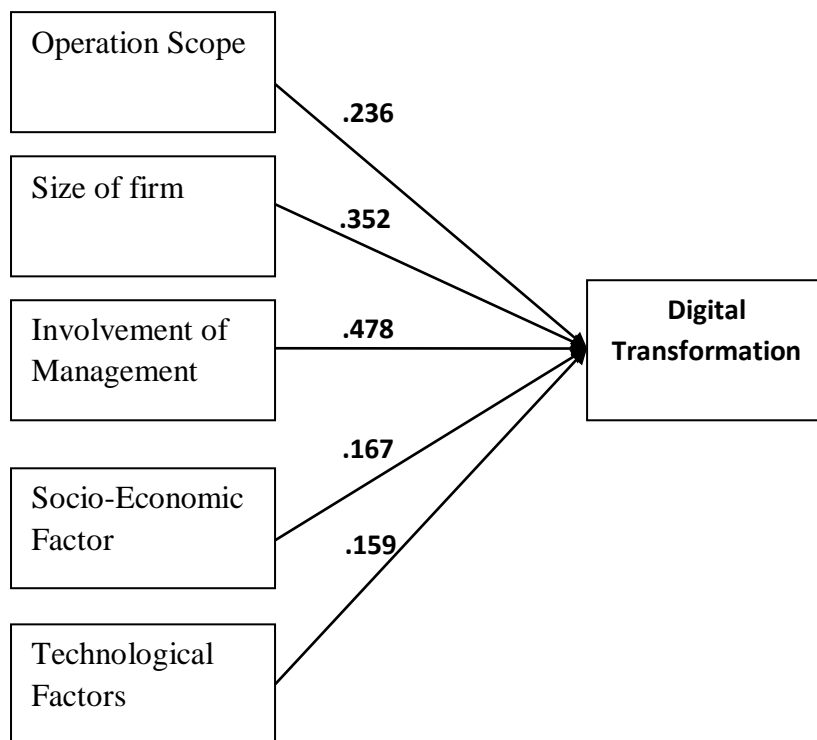 Operation Scope
.236
Size of firm
.352
Involvement of
Management
.478
Digital
Transformation
Socio-Economic
Factor
.167
Technological
Factors
.159